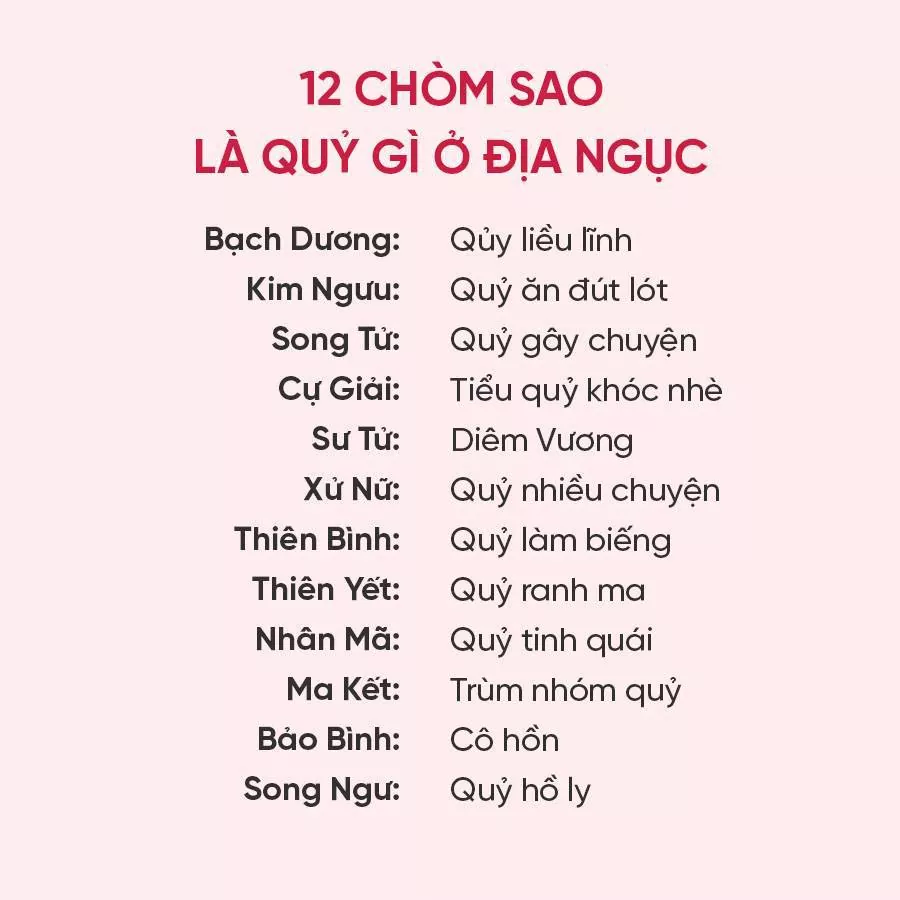 12 CHÒM SAO
LÀ QUỶ GÌ Ở ĐỊA NGỤC
Bạch Dương: Qủy liều lĩnh
Kim Ngưu: Quỷ ăn đút lót
Song Tử: Quỷ gây chuyện
Cự Giải: Tiểu quỷ khóc nhè
Sư Tử: Diêm Vương
Xử Nữ: Quỷ nhiều chuyện
Thiên Bình: Quỷ làm biếng
Thiên Yết: Quỷ ranh ma
Nhân Mã: Quỷ tinh quái
Ma Kết: Trùm nhóm quỷ
Bảo Bình: Cô hồn
Song Ngư: Quỷ hồ ly